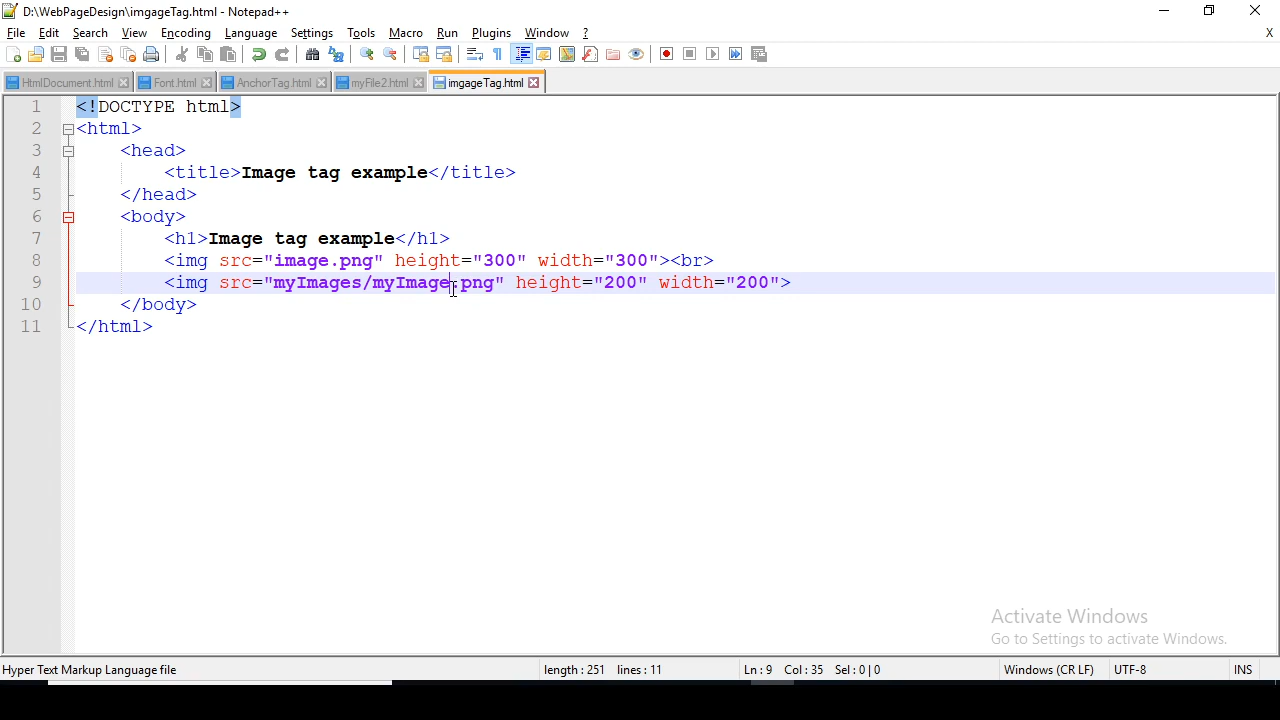 D:\WebPageDesign\imgageTag.html - Notepad++
File Edit Search View Encoding Language Settings Tools Macro Run Plugins Window ? X
HtmlDocument.html Font.html AnchorTag.html myFile2.html imgageTag.html
1 <!DOCTYPE html>
2 <html>
3 <head>
4 <title>Image tag example</title>
5 </head>
6 <body>
7 <h1>Image tag example</h1>
8 <img src="image.png" height="300" width="300"><br>
9 <img src="myImages/myImage.png" height="200" width="200">
10 </body>
11 </html>
Activate Windows
Go to Settings to activate Windows.
Hyper Text Markup Language file length : 251 lines : 11 Ln : 9 Col : 35 Sel : 0 | 0 Windows (CR LF) UTF-8 INS